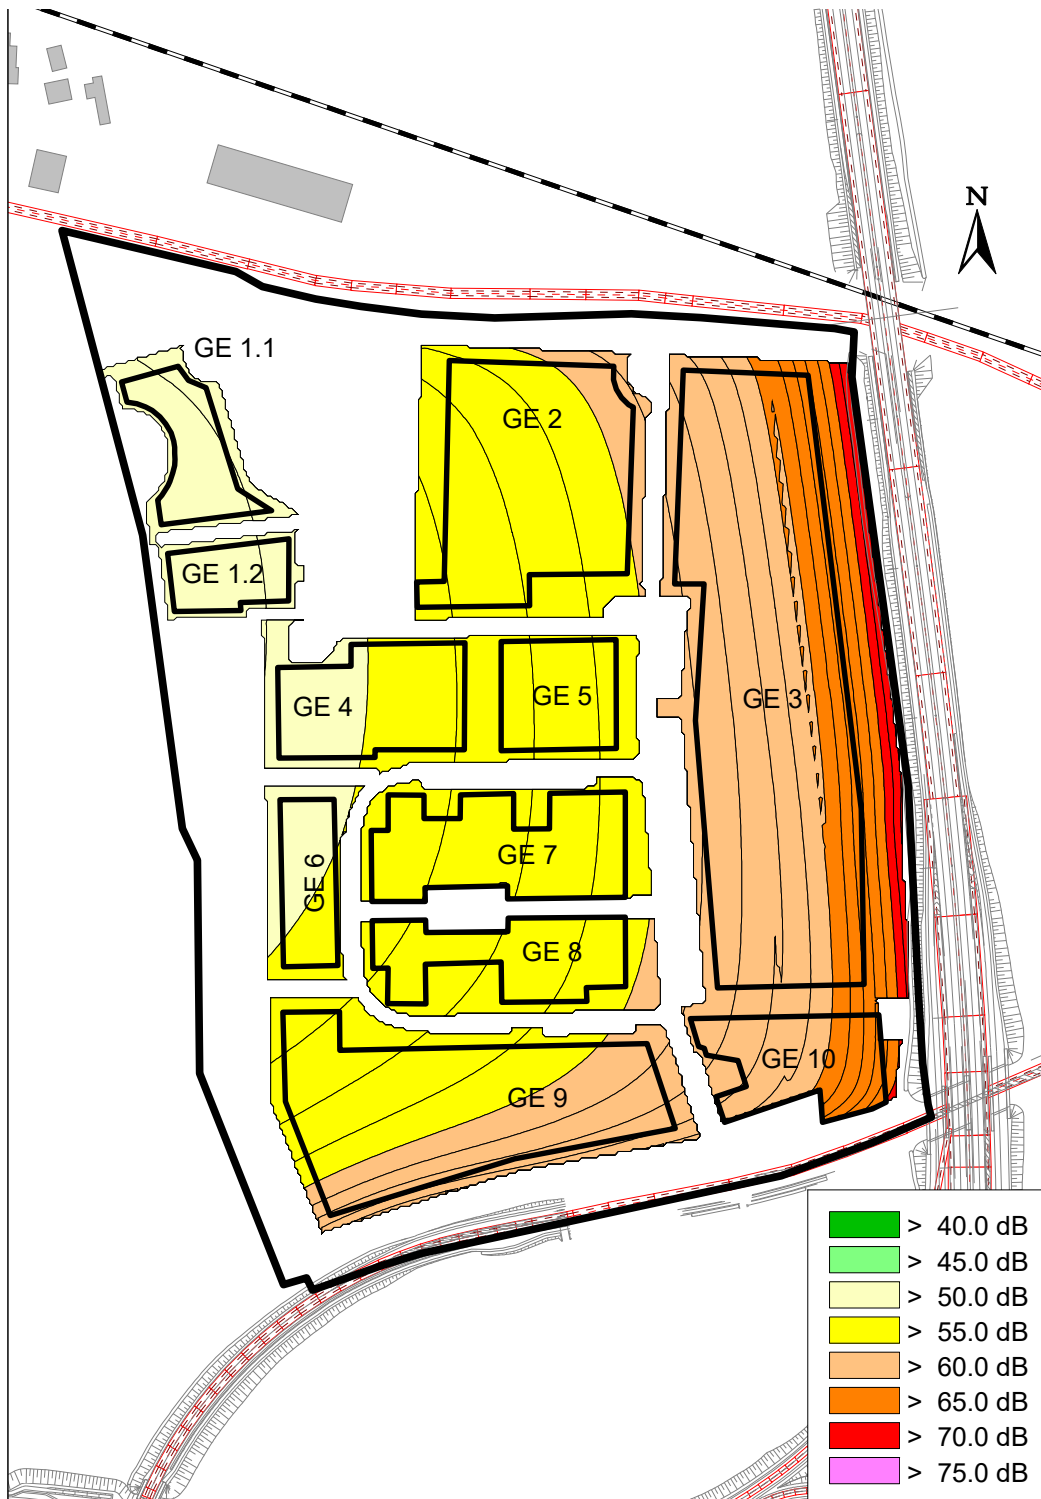 N
GE 1.1
GE 2
GE 1.2
GE 5
GE 3
GE 4
GE 7
GE 6
GE 8
GE 10
GE 9
> 40.0 dB
> 45.0 dB
> 50.0 dB
> 55.0 dB
> 60.0 dB
> 65.0 dB
> 70.0 dB
> 75.0 dB